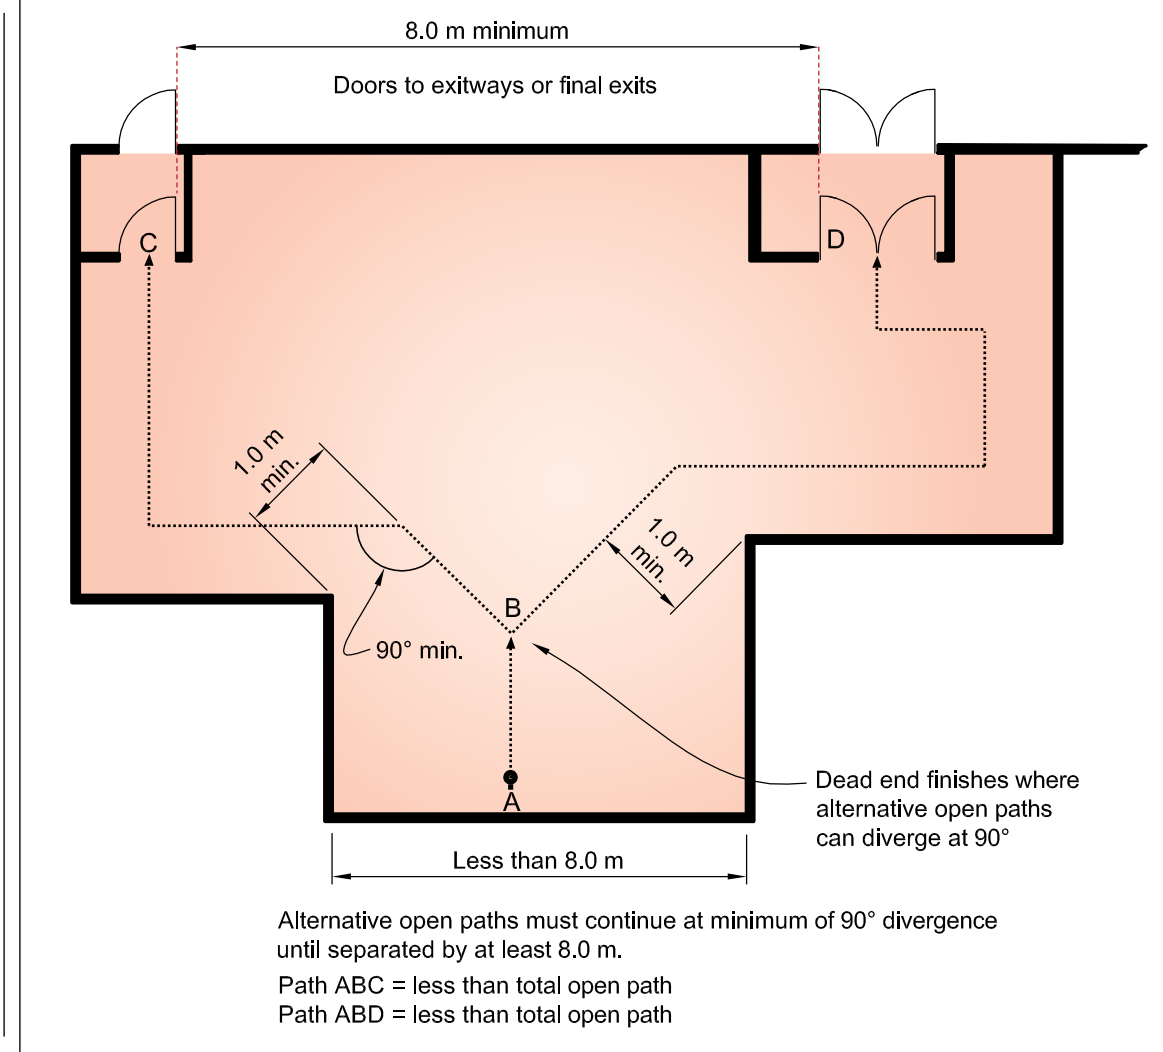 8.0 m minimum
Doors to exitways or final exits
C
D
1.0 m
min.
1.0 m
min.
B
90° min.
A
Dead end finishes where
alternative open paths
can diverge at 90°
Less than 8.0 m
Alternative open paths must continue at minimum of 90° divergence
until separated by at least 8.0 m.
Path ABC = less than total open path
Path ABD = less than total open path